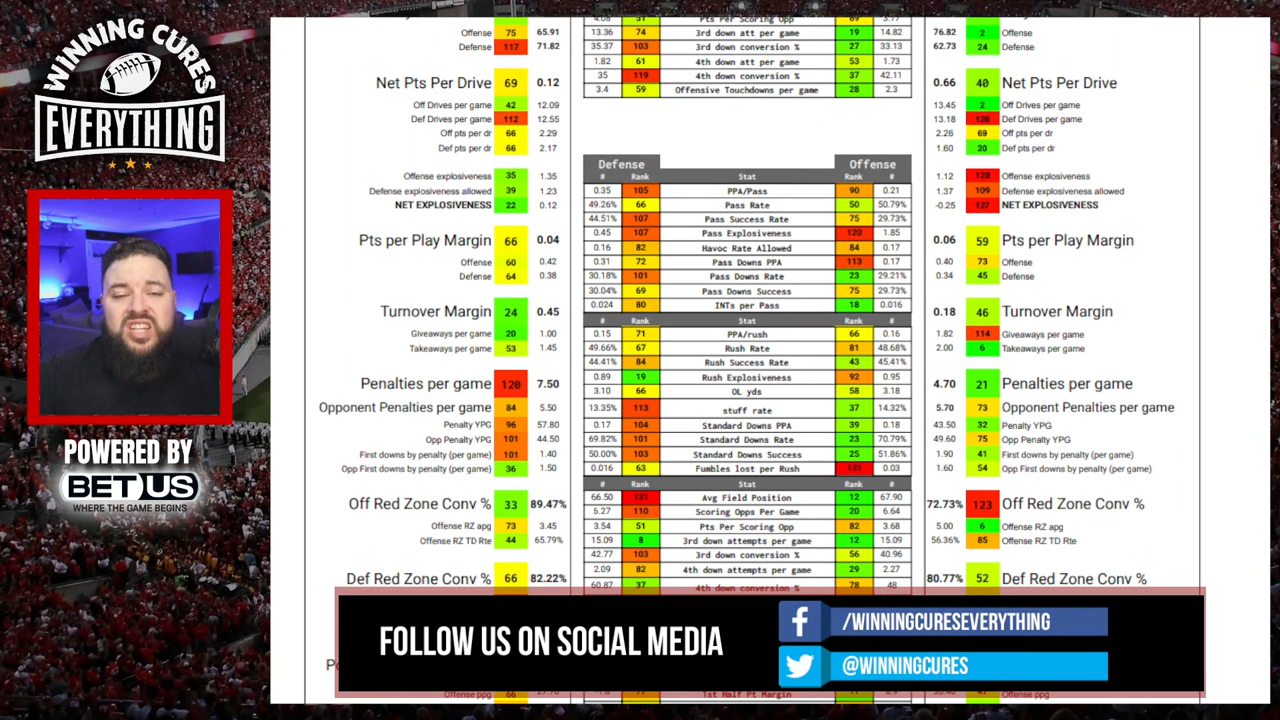 WINNING CURES
EVERYTHING
POWERED BY
BETUS
WHERE THE GAME BEGINS
Offense 75 65.91
Defense 117 71.82
Net Pts Per Drive 69 0.12
Off Drives per game 42 12.09
Def Drives per game 112 12.55
Off pts per dr 66 2.29
Def pts per dr 66 2.17
Offense explosiveness 35 1.35
Defense explosiveness allowed 39 1.23
NET EXPLOSIVENESS 22 0.12
Pts per Play Margin 66 0.04
Offense 60 0.42
Defense 64 0.38
Turnover Margin 24 0.45
Giveaways per game 20 1.00
Takeaways per game 53 1.45
Penalties per game 120 7.50
Opponent Penalties per game 84 5.50
Penalty YPG 96 57.80
Opp Penalty YPG 101 44.50
First downs by penalty (per game) 101 1.40
Opp First downs by penalty (per game) 36 1.50
Off Red Zone Conv % 33 89.47%
Offense RZ apg 73 3.45
Offense RZ TD Rte 44 65.79%
Def Red Zone Conv % 66 82.22%
4.08 51 Pts Per Scoring Opp 69 3.77
13.36 74 3rd down att per game 19 14.82
35.37 103 3rd down conversion % 27 33.13
1.82 61 4th down att per game 53 1.73
35 119 4th down conversion % 37 42.11
3.4 59 Offensive Touchdowns per game 28 2.3
Defense Offense
# Rank Stat Rank #
0.35 105 PPA/Pass 90 0.21
49.26% 66 Pass Rate 50 50.79%
44.51% 107 Pass Success Rate 75 29.73%
0.45 107 Pass Explosiveness 120 1.85
0.16 82 Havoc Rate Allowed 84 0.17
0.31 72 Pass Downs PPA 113 0.17
30.18% 101 Pass Downs Rate 23 29.21%
30.04% 69 Pass Downs Success 75 29.73%
0.024 80 INTs per Pass 18 0.016
# Rank Stat Rank #
0.15 71 PPA/rush 66 0.16
49.66% 67 Rush Rate 81 48.68%
44.41% 84 Rush Success Rate 43 45.41%
0.89 19 Rush Explosiveness 92 0.95
3.10 66 OL yds 58 3.18
13.35% 113 stuff rate 37 14.32%
0.17 104 Standard Downs PPA 39 0.18
69.82% 101 Standard Downs Rate 23 70.79%
50.00% 103 Standard Downs Success 25 51.86%
0.016 63 Fumbles lost per Rush 131 0.03
# Rank Stat Rank #
66.50 131 Avg Field Position 12 67.90
6.27 110 Scoring Opps Per Game 20 6.64
3.54 51 Pts Per Scoring Opp 82 3.68
15.09 8 3rd down attempts per game 12 15.09
42.77 103 3rd down conversion % 56 40.96
2.09 82 4th down attempts per game 29 2.27
60.87 37 4th down conversion % 78 48
1st Half Pt Margin
76.82 2 Offense
62.73 24 Defense
0.66 40 Net Pts Per Drive
13.45 2 Off Drives per game
13.18 126 Def Drives per game
2.26 69 Off pts per dr
1.60 20 Def pts per dr
1.12 128 Offense explosiveness
1.37 109 Defense explosiveness allowed
-0.25 127 NET EXPLOSIVENESS
0.06 59 Pts per Play Margin
0.40 73 Offense
0.34 45 Defense
0.18 46 Turnover Margin
1.82 114 Giveaways per game
2.00 6 Takeaways per game
4.70 21 Penalties per game
5.70 73 Opponent Penalties per game
43.50 32 Penalty YPG
49.60 75 Opp Penalty YPG
1.90 41 First downs by penalty (per game)
1.60 54 Opp First downs by penalty (per game)
72.73% 123 Off Red Zone Conv %
5.00 6 Offense RZ apg
56.36% 85 Offense RZ TD Rte
80.77% 52 Def Red Zone Conv %
Offense ppg
FOLLOW US ON SOCIAL MEDIA
/WINNINGCURESEVERYTHING
@WINNINGCURES